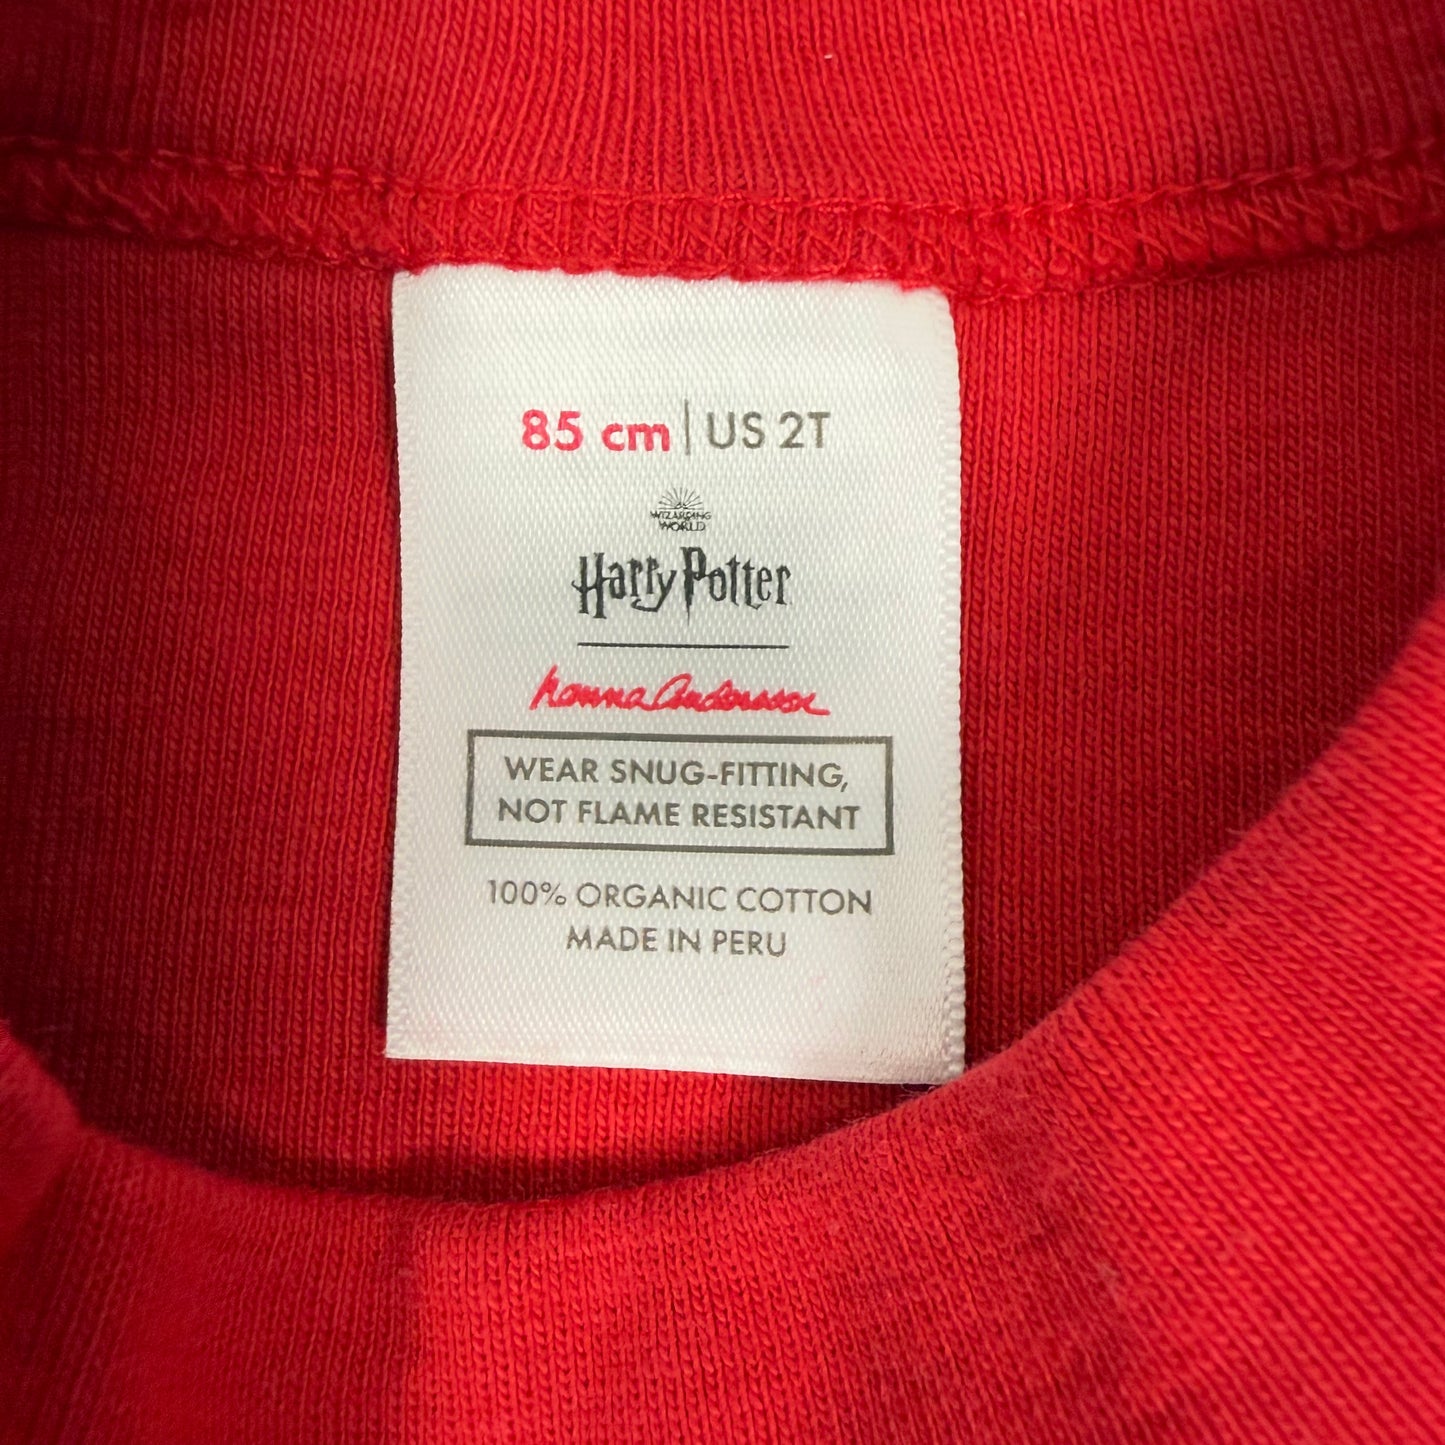 85 cm | US 2T
WIZARDING
WORLD
Harry Potter
hanna Andersson
WEAR SNUG-FITTING,
NOT FLAME RESISTANT
100% ORGANIC COTTON
MADE IN PERU